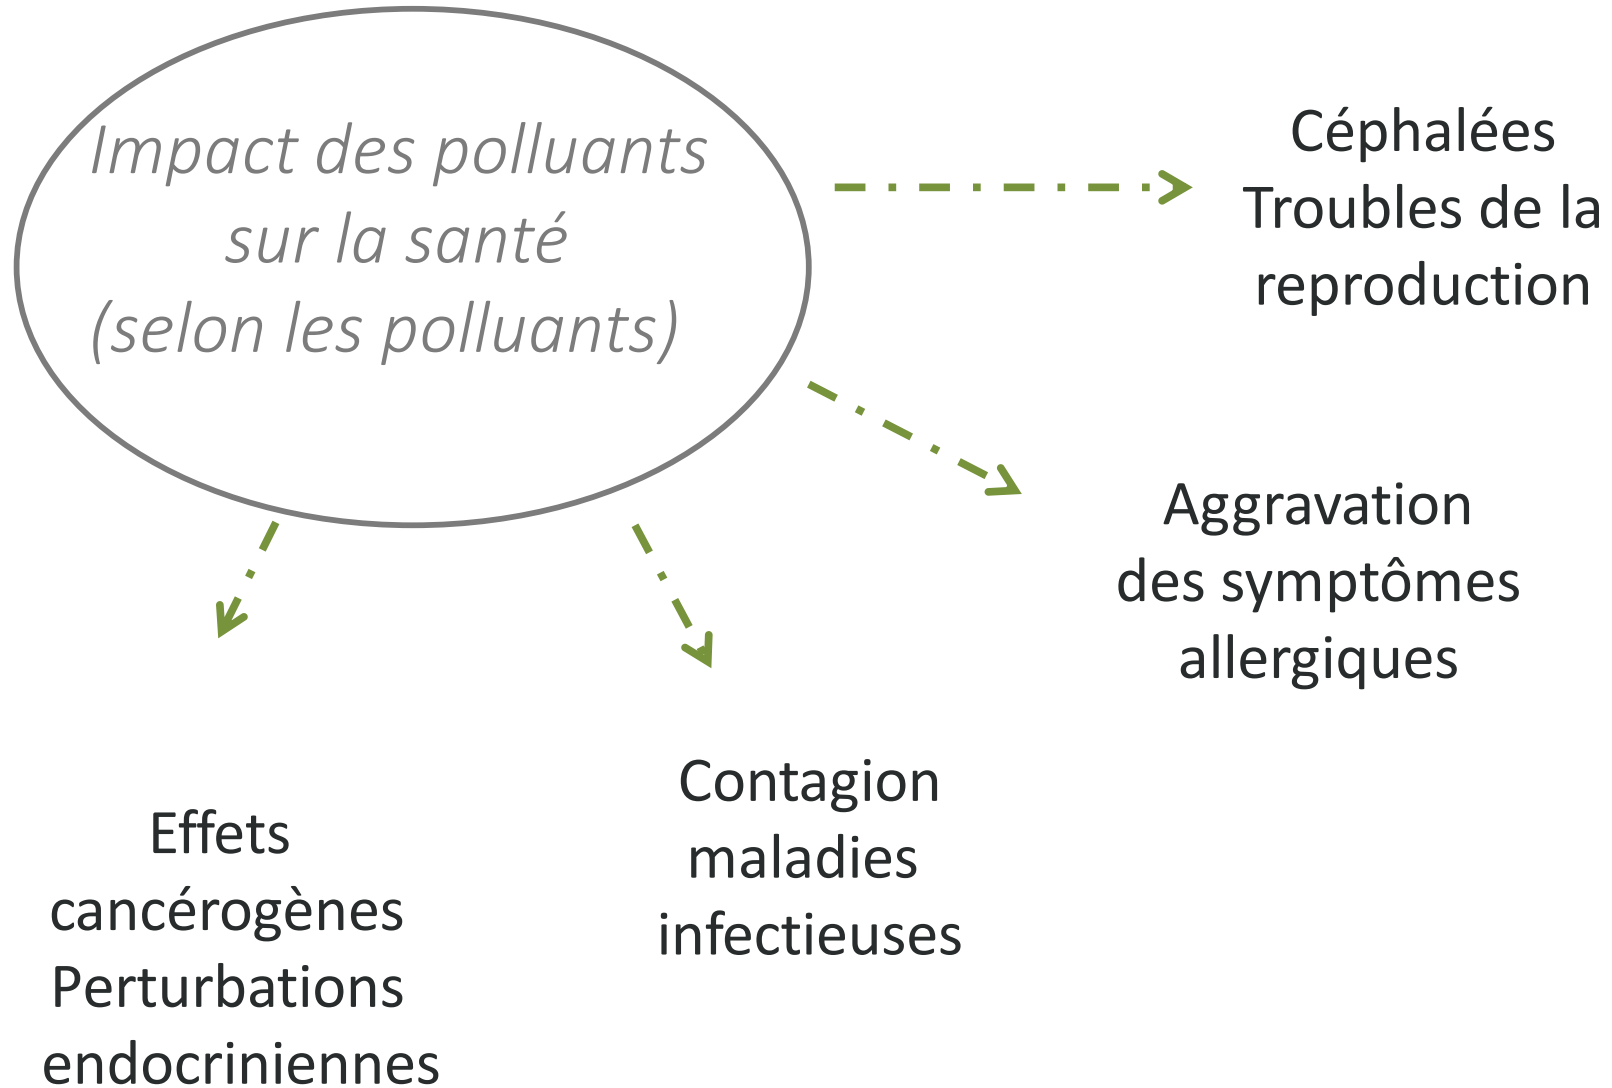 Impact des polluants
sur la santé
(selon les polluants)
Céphalées
Troubles de la
reproduction
Aggravation
des symptômes
allergiques
Contagion
maladies
infectieuses
Effets
cancérogènes
Perturbations
endocriniennes